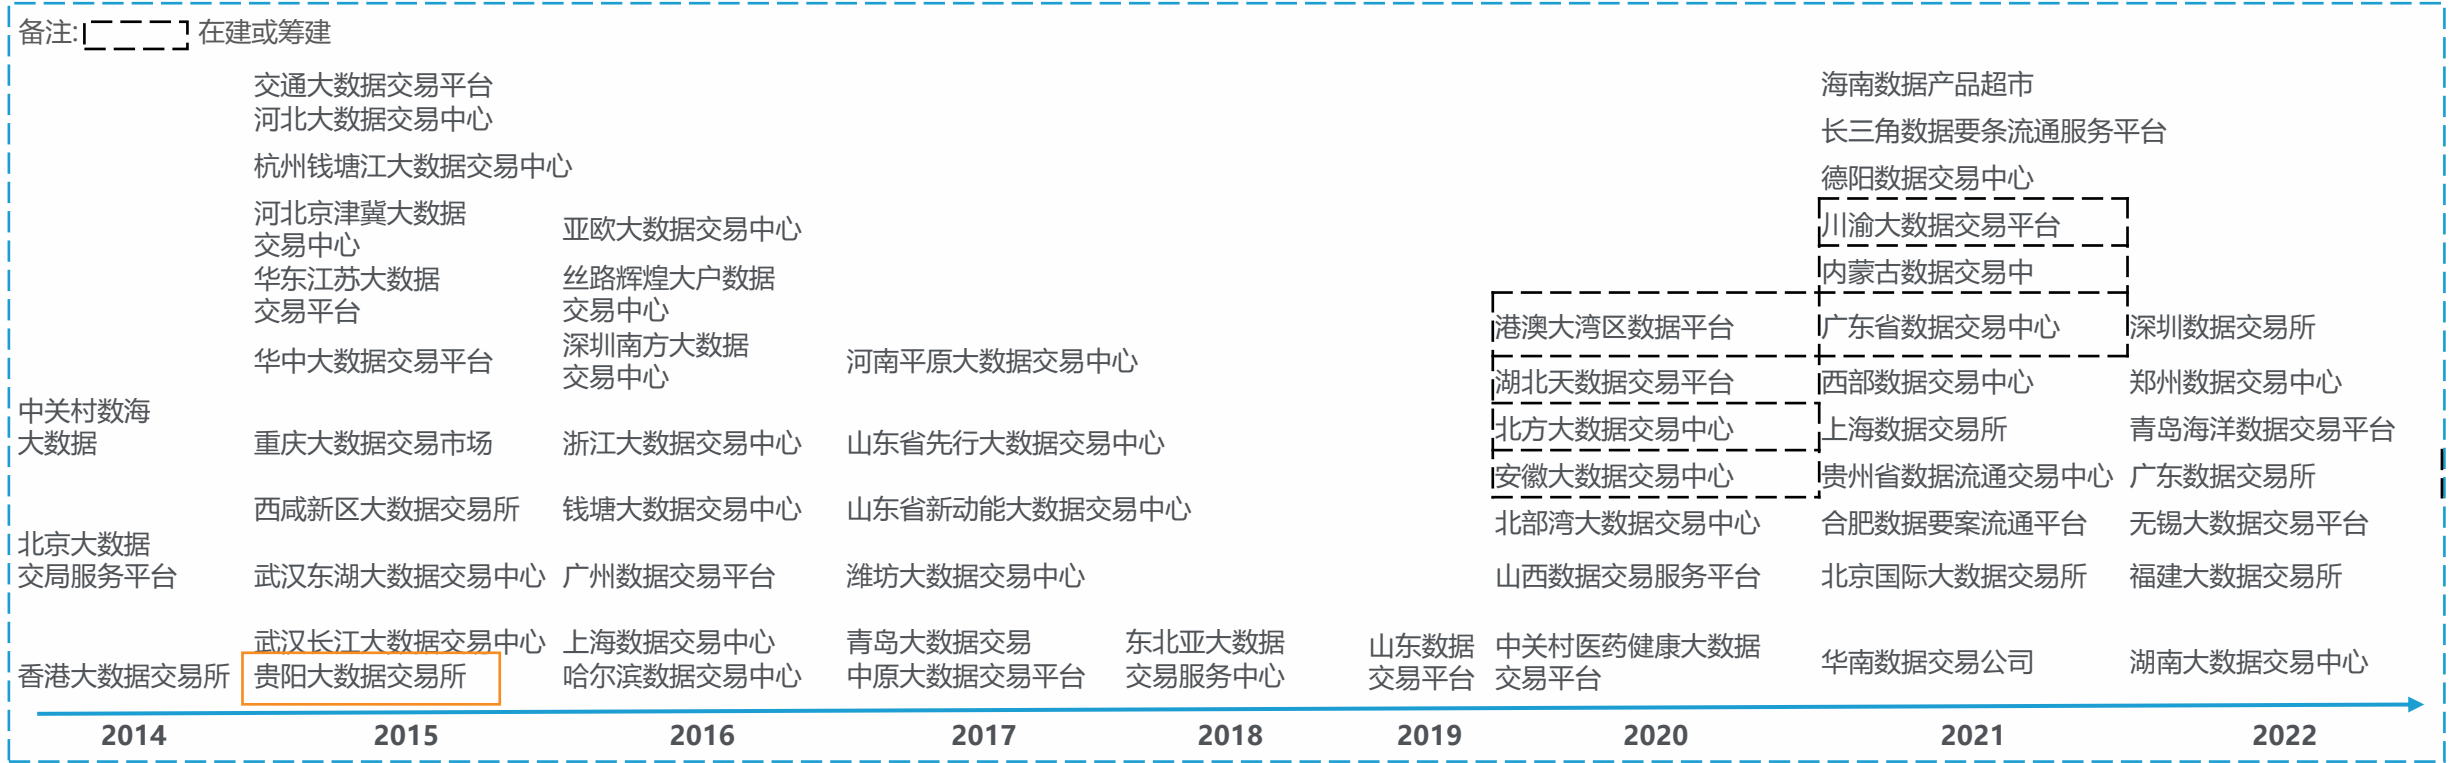 备注:
在建或筹建
中关村数海
大数据
北京大数据
交局服务平台
香港大数据交易所
交通大数据交易平台
河北大数据交易中心
杭州钱塘江大数据交易中心
河北京津冀大数据
交易中心
华东江苏大数据
交易平台
华中大数据交易平台
重庆大数据交易市场
西咸新区大数据交易所
武汉东湖大数据交易中心
武汉长江大数据交易中心
贵阳大数据交易所
亚欧大数据交易中心
丝路辉煌大户数据
交易中心
深圳南方大数据
交易中心
浙江大数据交易中心
钱塘大数据交易中心
广州数据交易平台
上海数据交易中心
哈尔滨数据交易中心
河南平原大数据交易中心
山东省先行大数据交易中心
山东省新动能大数据交易中心
潍坊大数据交易中心
青岛大数据交易
中原大数据交易平台
东北亚大数据
交易服务中心
山东数据
交易平台
港澳大湾区数据平台
湖北天数据交易平台
北方大数据交易中心
安徽大数据交易中心
北部湾大数据交易中心
山西数据交易服务平台
中关村医药健康大数据
交易平台
海南数据产品超市
长三角数据要条流通服务平台
德阳数据交易中心
川渝大数据交易平台
内蒙古数据交易中
广东省数据交易中心
西部数据交易中心
上海数据交易所
贵州省数据流通交易中心
合肥数据要案流通平台
北京国际大数据交易所
华南数据交易公司
深圳数据交易所
郑州数据交易中心
青岛海洋数据交易平台
广东数据交易所
无锡大数据交易平台
福建大数据交易所
湖南大数据交易中心
2014
2015
2016
2017
2018
2019
2020
2021
2022